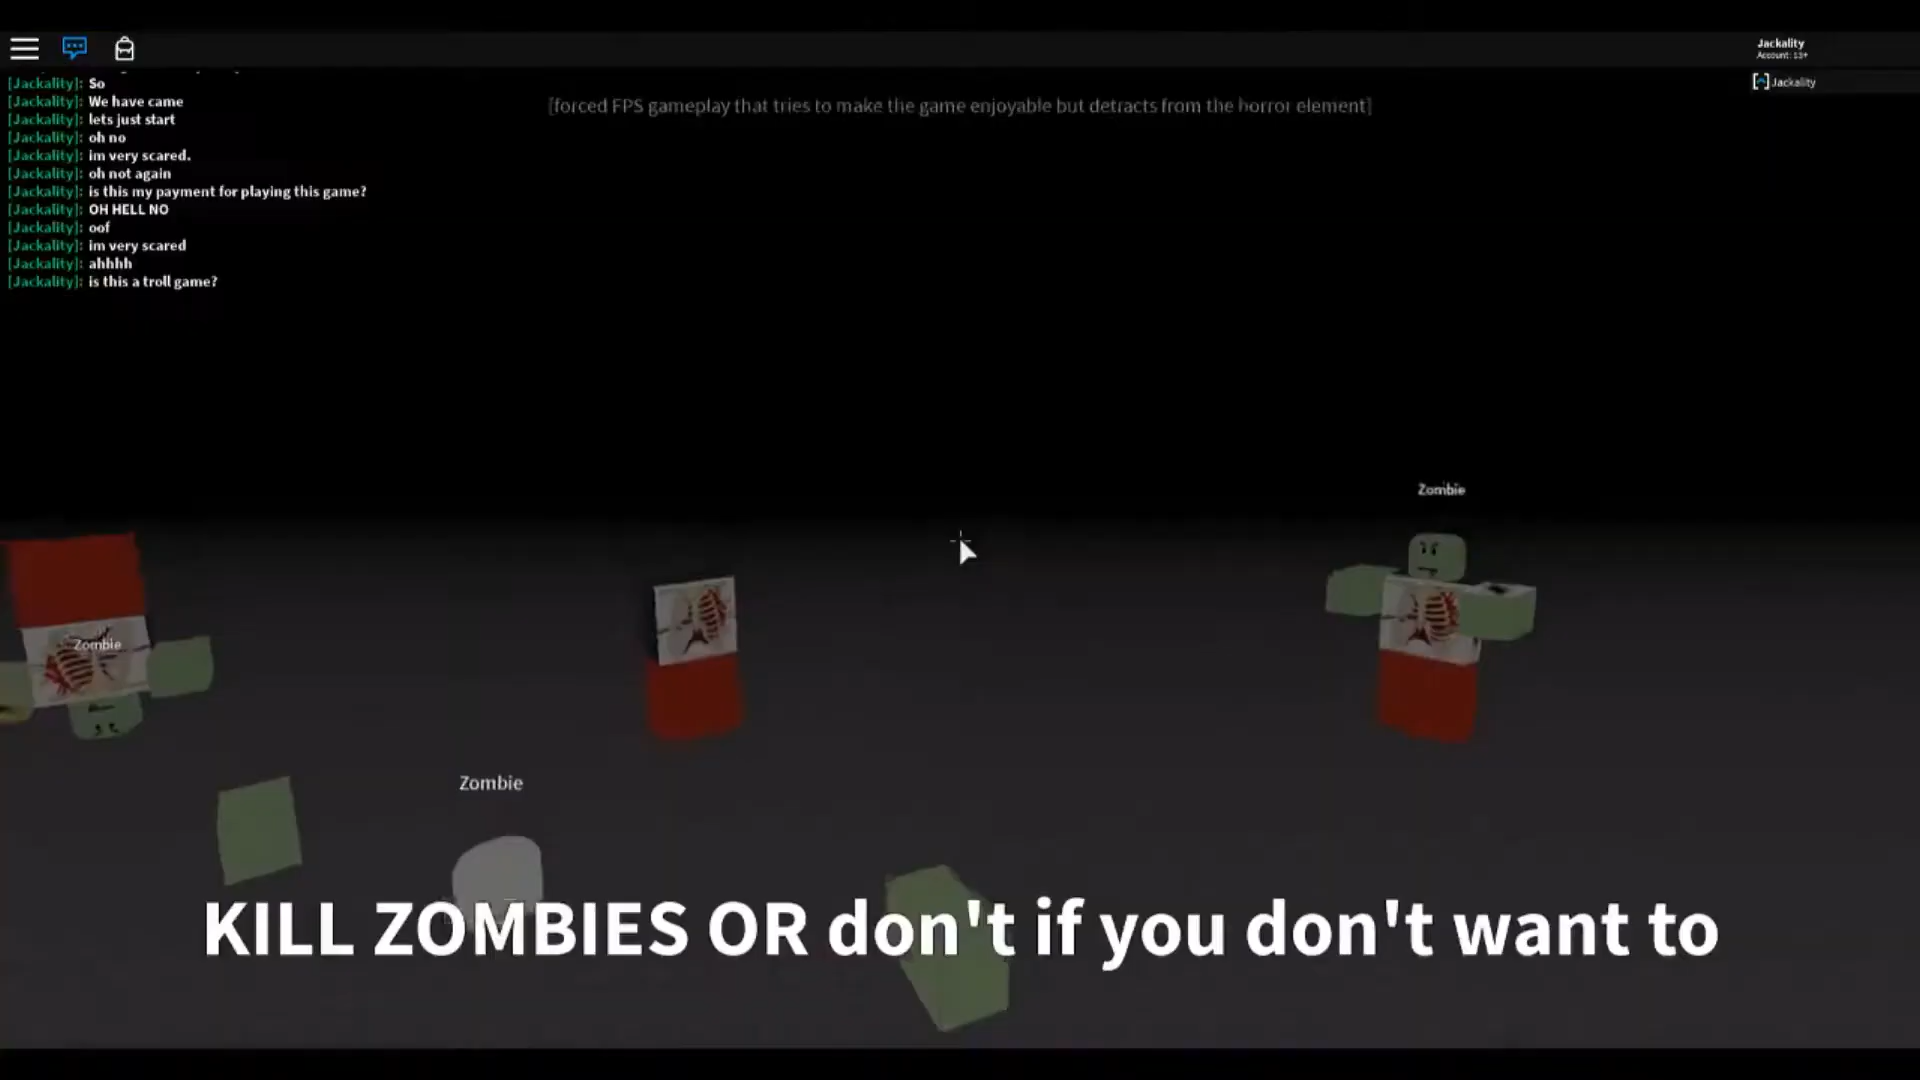 Jackality
Account: 13+
[Jackality]: So
[Jackality]: We have came
[Jackality]: lets just start
[Jackality]: oh no
[Jackality]: im very scared.
[Jackality]: oh not again
[Jackality]: is this my payment for playing this game?
[Jackality]: OH HELL NO
[Jackality]: oof
[Jackality]: im very scared
[Jackality]: ahhhh
[Jackality]: is this a troll game?
Jackality
[forced FPS gameplay that tries to make the game enjoyable but detracts from the horror element]
Zombie
Zombie
Zombie
KILL ZOMBIES OR don't if you don't want to